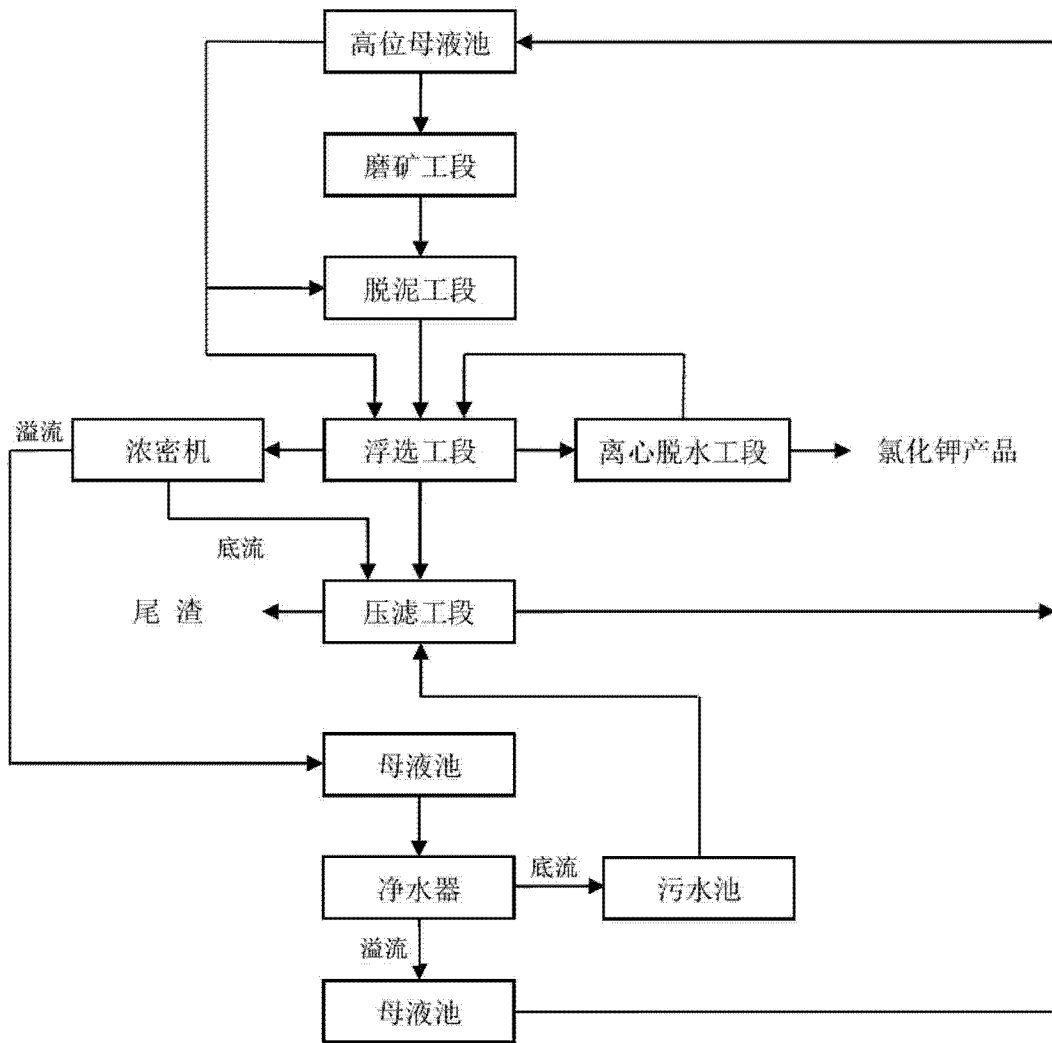 高位母液池
磨矿工段
脱泥工段
溢流
浓密机
浮选工段
离心脱水工段
氯化钾产品
底流
尾 渣
压滤工段
母液池
净水器
底流
污水池
溢流
母液池